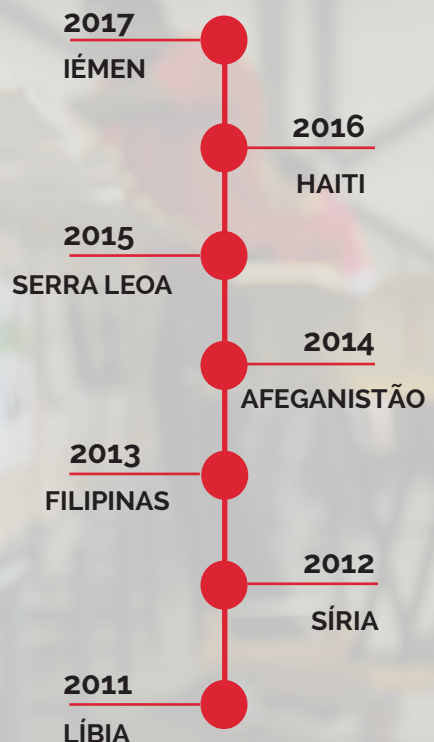 2017
IÉMEN
2016
HAITI
2015
SERRA LEOA
2014
AFEGANISTÃO
2013
FILIPINAS
2012
SÍRIA
2011
LÍBIA